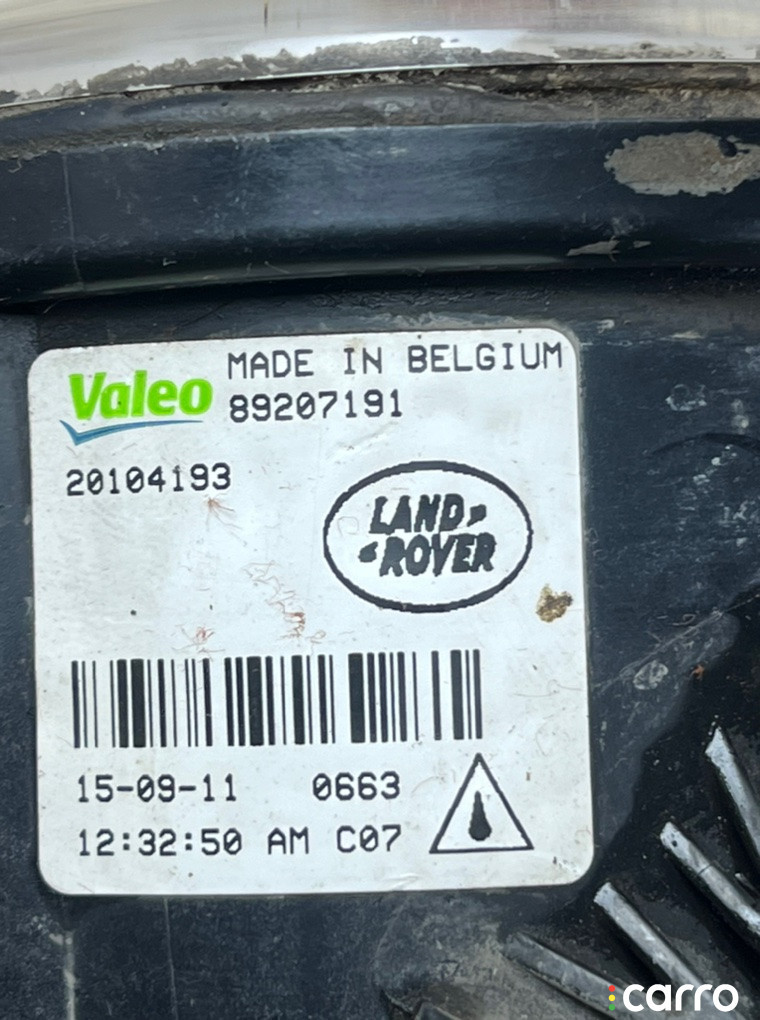 Valeo MADE IN BELGIUM
89207191
20104193
LAND
ROVER
15-09-11 0663
12:32:50 AM C07
carro